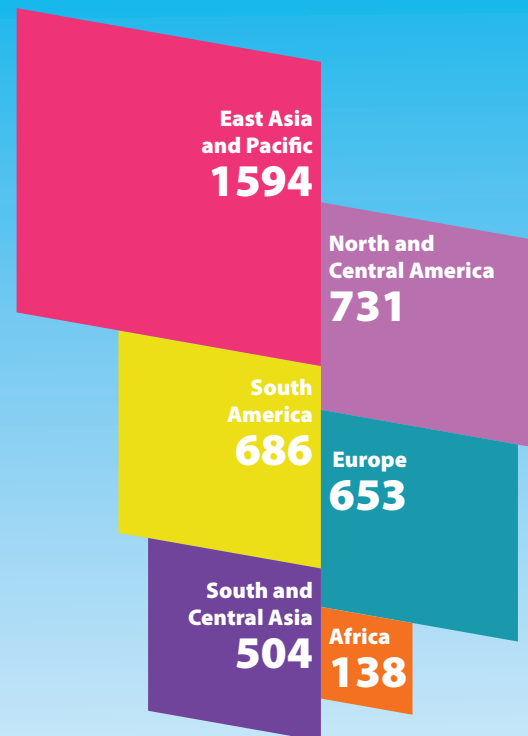 East Asia
and Pacific
1594
North and
Central America
731
South
America
686
Europe
653
South and
Central Asia
504
Africa
138